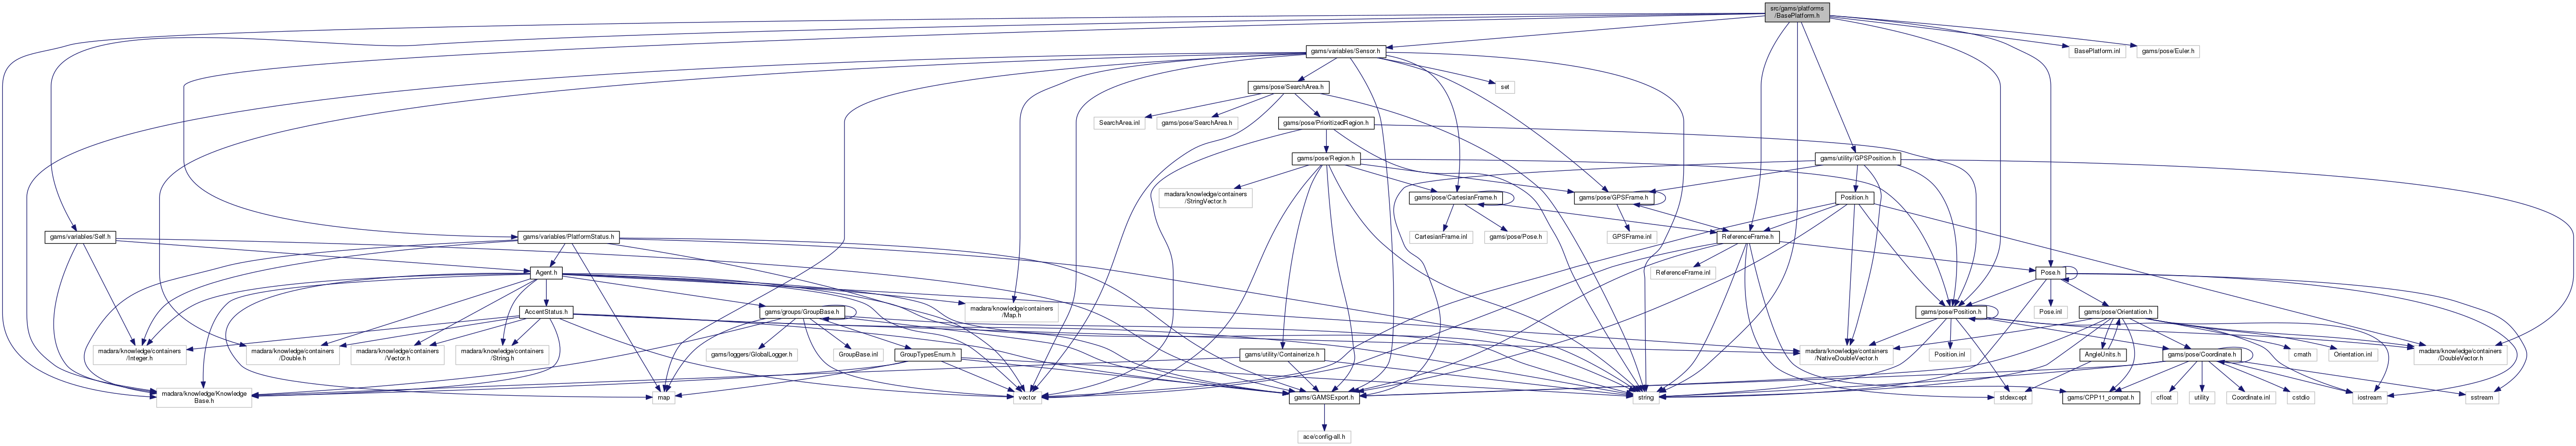 src/gams/platforms
/BasePlatform.h
gams/variables/Sensor.h
BasePlatform.inl
gams/pose/Euler.h
gams/pose/SearchArea.h
set
SearchArea.inl
gams/pose/SearchArea.h
gams/pose/PrioritizedRegion.h
gams/pose/Region.h
gams/utility/GPSPosition.h
madara/knowledge/containers
/StringVector.h
gams/pose/CartesianFrame.h
gams/pose/GPSFrame.h
Position.h
gams/variables/Self.h
gams/variables/PlatformStatus.h
CartesianFrame.inl
gams/pose/Pose.h
GPSFrame.inl
ReferenceFrame.h
Agent.h
ReferenceFrame.inl
Pose.h
AccentStatus.h
gams/groups/GroupBase.h
madara/knowledge/containers
/Map.h
gams/pose/Position.h
Pose.inl
gams/pose/Orientation.h
madara/knowledge/containers
/Integer.h
madara/knowledge/containers
/Double.h
madara/knowledge/containers
/Vector.h
madara/knowledge/containers
/String.h
gams/loggers/GlobalLogger.h
GroupBase.inl
GroupTypesEnum.h
gams/utility/Containerize.h
madara/knowledge/containers
/NativeDoubleVector.h
Position.inl
AngleUnits.h
gams/pose/Coordinate.h
cmath
Orientation.inl
madara/knowledge/containers
/DoubleVector.h
madara/knowledge/Knowledge
Base.h
map
vector
gams/GAMSExport.h
string
stdexcept
gams/CPP11_compat.h
cfloat
utility
Coordinate.inl
cstdio
iostream
sstream
ace/config-all.h